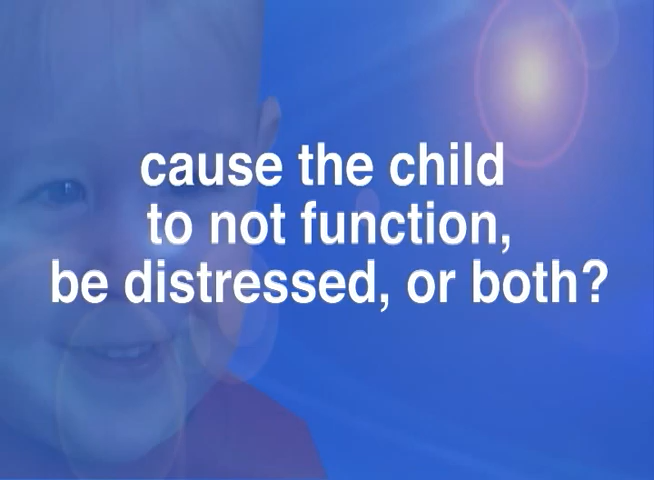 cause the child
to not function,
be distressed, or both?